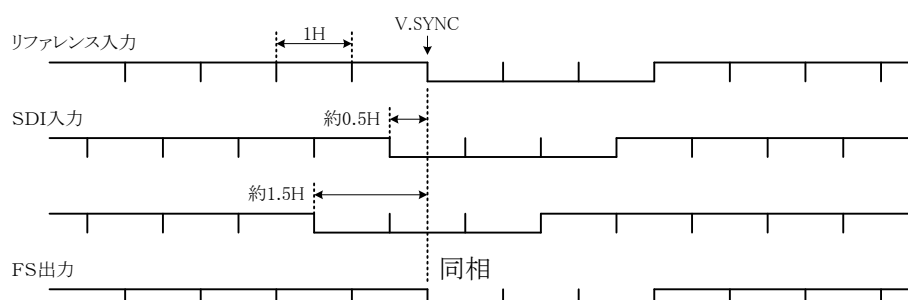 V.SYNC
1H
リファレンス入力
SDI入力
約0.5H
約1.5H
同相
FS出力